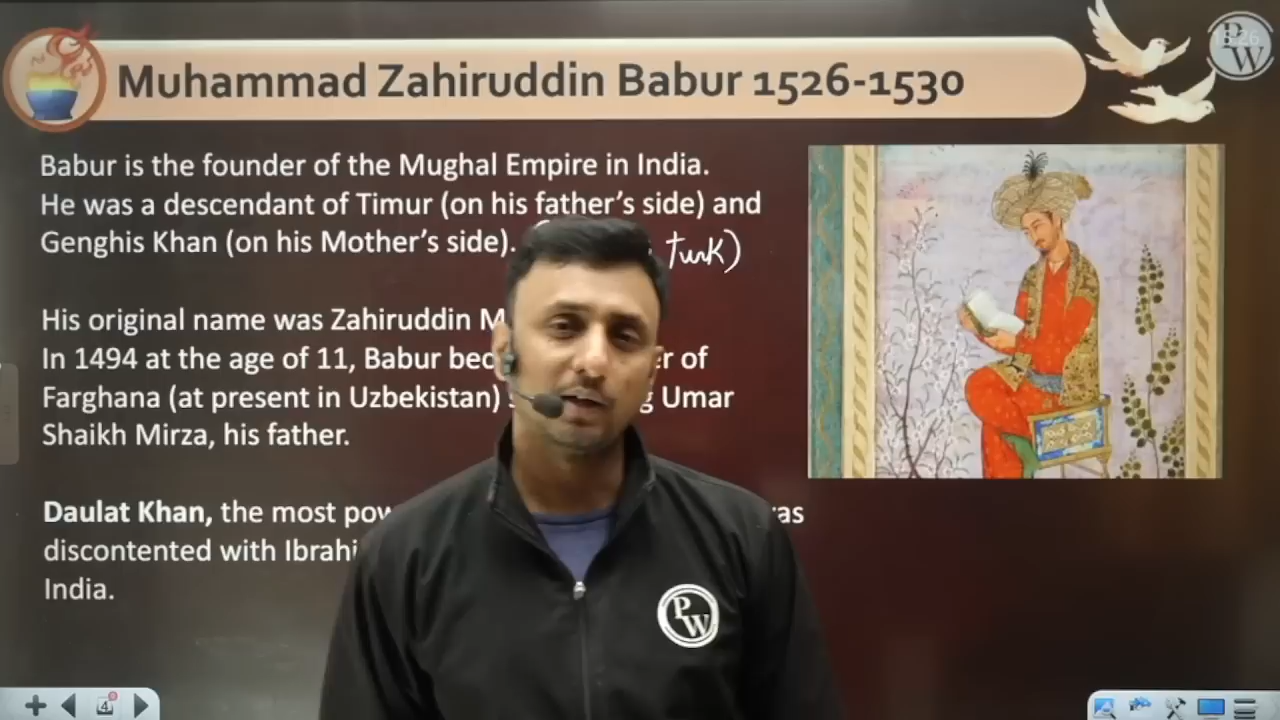 Muhammad Zahiruddin Babur 1526-1530
PW
Babur is the founder of the Mughal Empire in India.
He was a descendant of Timur (on his father's side) and
Genghis Khan (on his Mother's side).
turk)
His original name was Zahiruddin M
In 1494 at the age of 11, Babur bec r of
Farghana (at present in Uzbekistan) s g Umar
Shaikh Mirza, his father.
Daulat Khan, the most pow as
discontented with Ibrahi
India.
PW
4